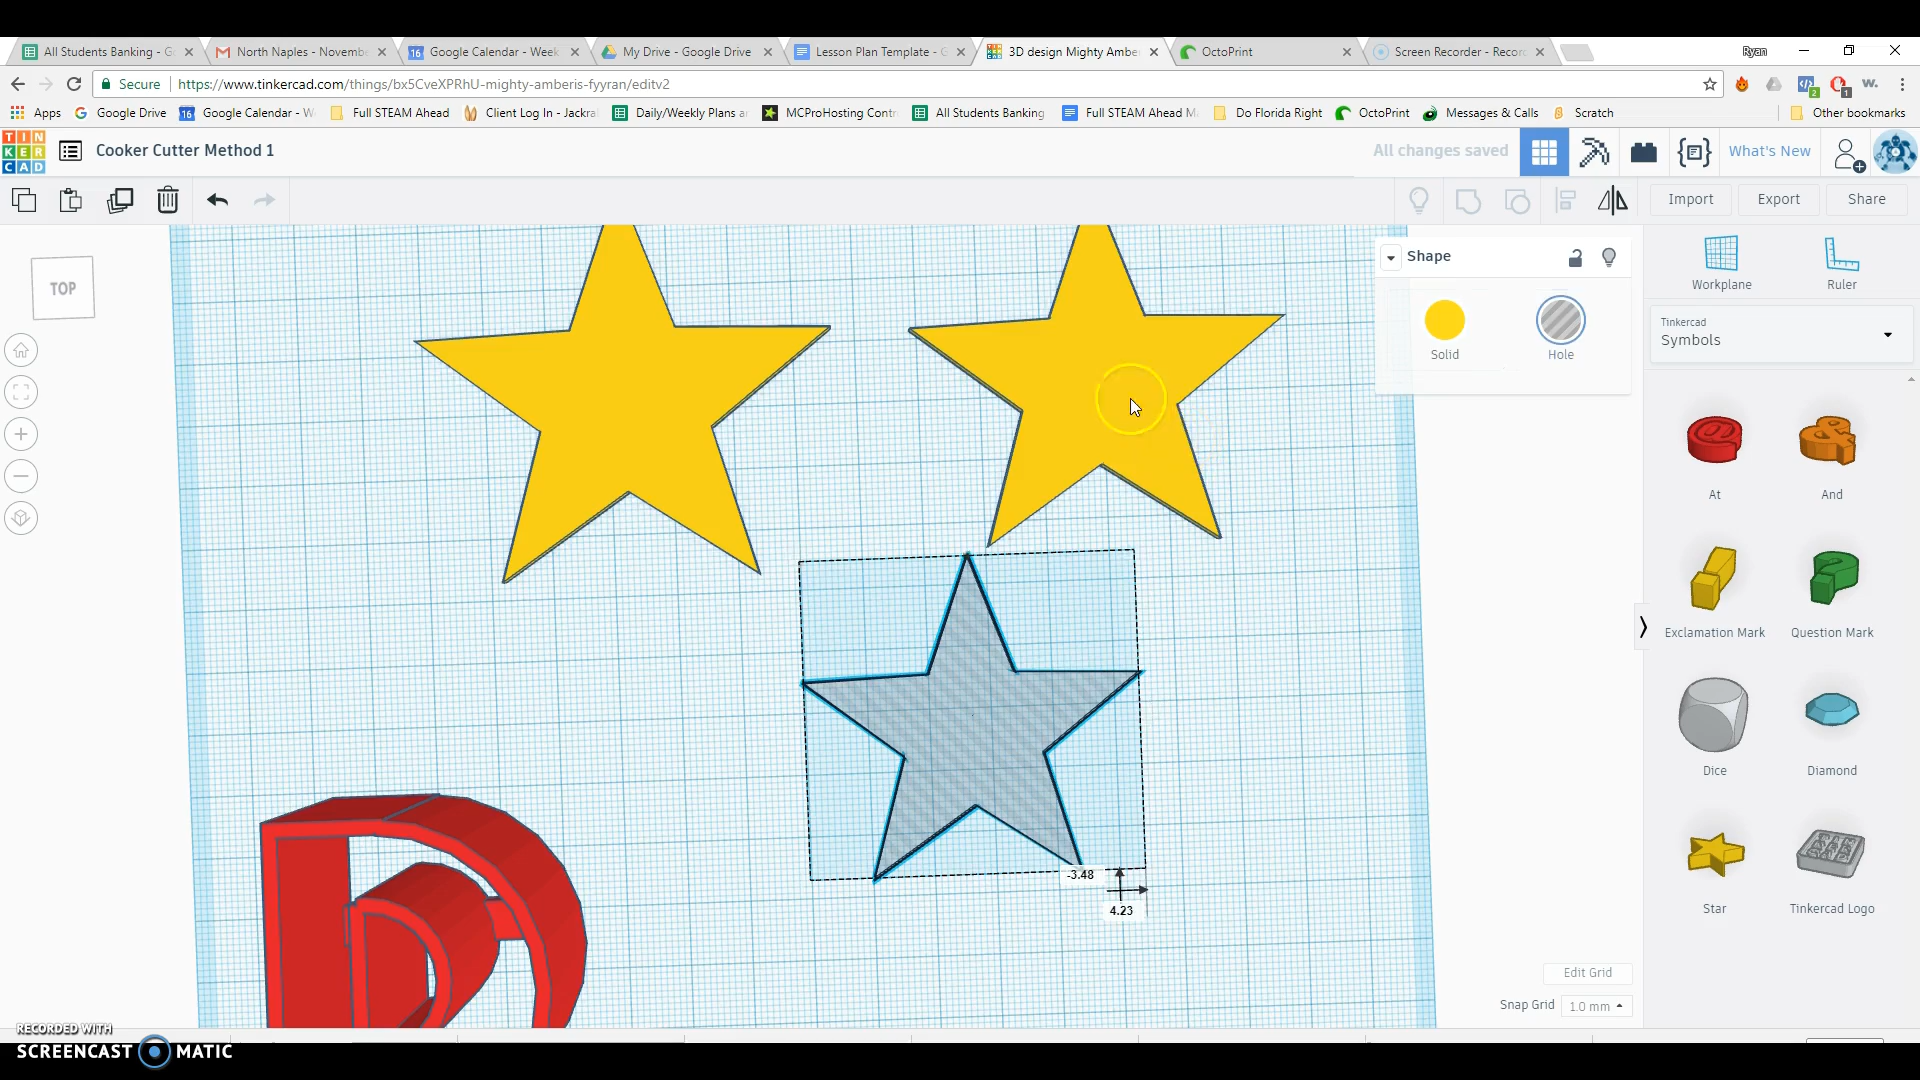 All Students Banking - G
North Naples - Novembe
16 Google Calendar - Week
My Drive - Google Drive
Lesson Plan Template - G
3D design Mighty Ambe
OctoPrint
Screen Recorder - Recor
Ryan
Secure https://www.tinkercad.com/things/bx5CveXPRhU-mighty-amberis-fyyran/editv2
2 1 W.
Apps Google Drive 16 Google Calendar - W Full STEAM Ahead Client Log In - Jackra Daily/Weekly Plans a MCProHosting Contr All Students Banking Full STEAM Ahead M Do Florida Right OctoPrint Messages & Calls Scratch Other bookmarks
TIN
KER
CAD
Cooker Cutter Method 1
All changes saved
What's New
Import Export Share
TOP
Shape
Solid Hole
Workplane Ruler
Tinkercad
Symbols
At And
Exclamation Mark Question Mark
Dice Diamond
Star Tinkercad Logo
-3.48
4.23
Edit Grid
Snap Grid 1.0 mm
RECORDED WITH
SCREENCAST MATIC